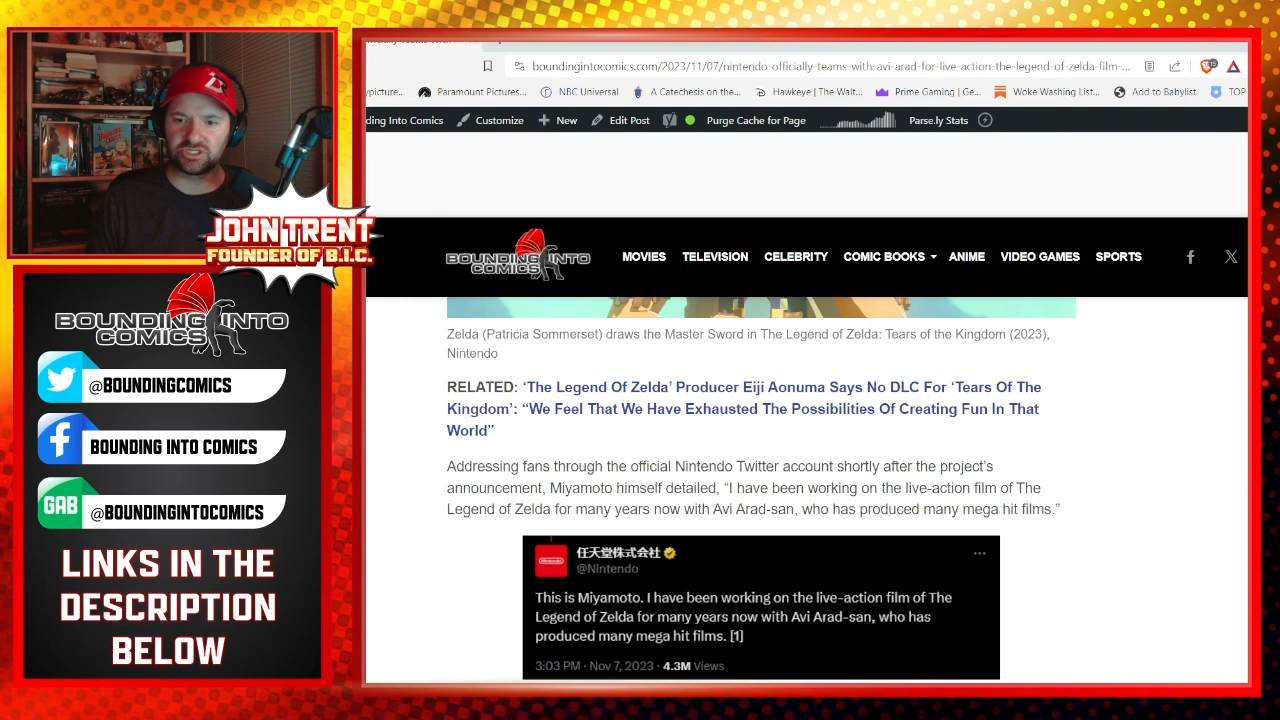 boundingintocomics.com/2023/11/07/nintendo-officially-teams-with-avi-arad-for-live-action-the-legend-of-zelda-film-...
ypicture... Paramount Pictures... NBC Universal A Catechesis on the... Hawkeye | The Wait... Prime Gaming | Ge... Woke Washing List... Add to Babylist TOP
ding Into Comics Customize New Edit Post Purge Cache for Page Parse.ly Stats
JOHN TRENT
FOUNDER OF B.I.C.
BOUNDING INTO
COMICS
MOVIES TELEVISION CELEBRITY COMIC BOOKS ANIME VIDEO GAMES SPORTS
BOUNDING INTO
COMICS
@BOUNDINGCOMICS
BOUNDING INTO COMICS
GAB @BOUNDINGINTOCOMICS
LINKS IN THE
DESCRIPTION
BELOW
Zelda (Patricia Sommerset) draws the Master Sword in The Legend of Zelda: Tears of the Kingdom (2023),
Nintendo
RELATED: ‘The Legend Of Zelda’ Producer Eiji Aonuma Says No DLC For ‘Tears Of The
Kingdom’: “We Feel That We Have Exhausted The Possibilities Of Creating Fun In That
World”
Addressing fans through the official Nintendo Twitter account shortly after the project’s
announcement, Miyamoto himself detailed, “I have been working on the live-action film of The
Legend of Zelda for many years now with Avi Arad-san, who has produced many mega hit films.”
任天堂株式会社
@Nintendo
This is Miyamoto. I have been working on the live-action film of The
Legend of Zelda for many years now with Avi Arad-san, who has
produced many mega hit films. [1]
3:03 PM · Nov 7, 2023 · 4.3M Views